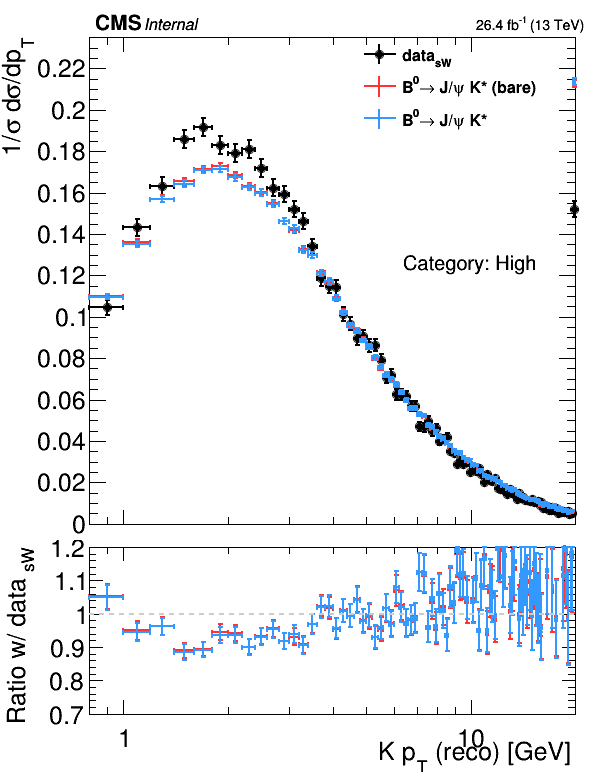 CMS Internal 26.4 fb⁻¹ (13 TeV)
1/σ dσ/dp_T
0.22
0.2
0.18
0.16
0.14
0.12
0.1
0.08
0.06
0.04
0.02
0
data_sW
B⁰→ J/ψ K* (bare)
B⁰→ J/ψ K*
Category: High
Ratio w/ data _sW
1.2
1.1
1
0.9
0.8
0.7
1 10
K p_T (reco) [GeV]